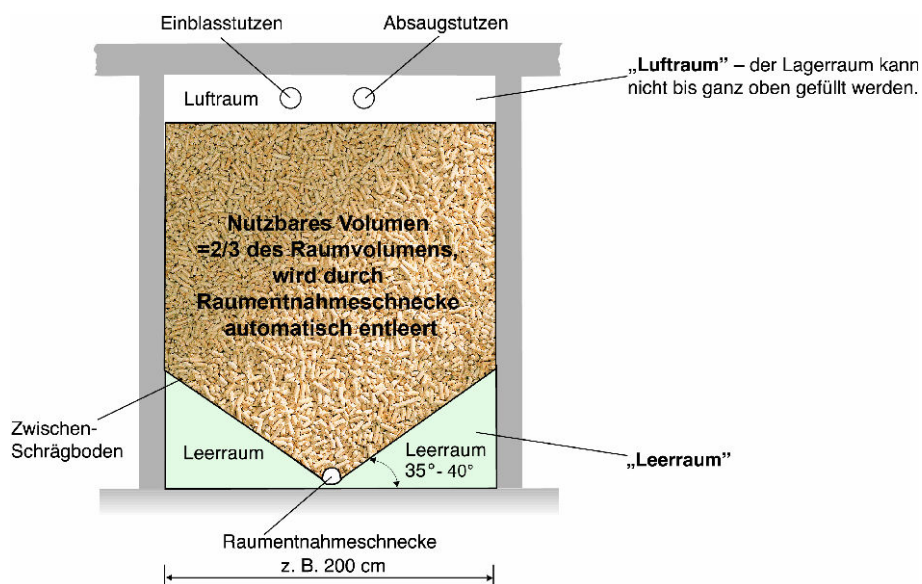 Einblasstutzen
Absaugstutzen
„Luftraum” – der Lagerraum kann
nicht bis ganz oben gefüllt werden.
Luftraum
Nutzbares Volumen
=2/3 des Raumvolumens,
wird durch
Raumentnahmeschnecke
automatisch entleert
Zwischen-
Schrägboden
Leerraum
Leerraum
35°- 40°
„Leerraum”
Raumentnahmeschnecke
z. B. 200 cm